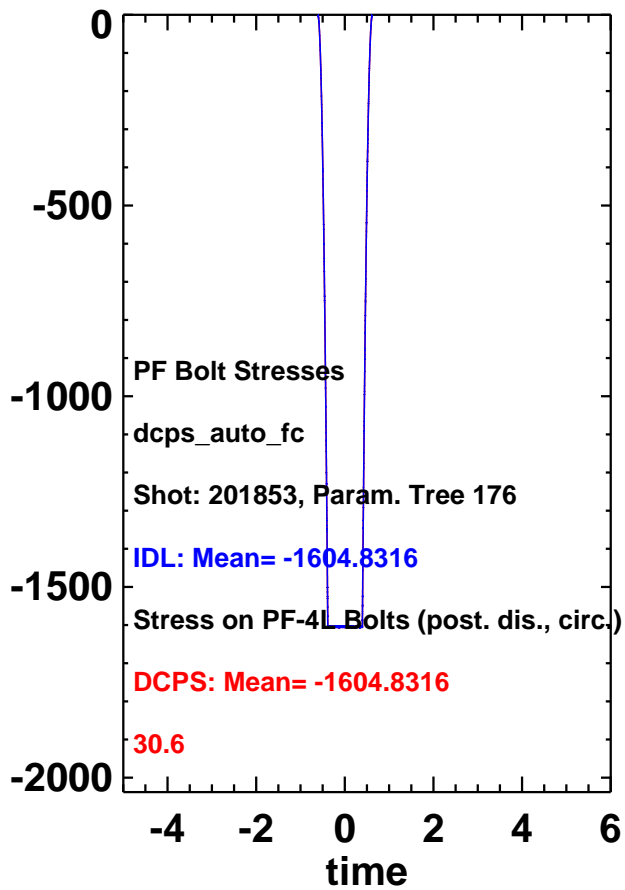 0
-500
-1000
-1500
-2000
PF Bolt Stresses
dcps_auto_fc
Shot: 201853, Param. Tree 176
IDL: Mean= -1604.8316
Stress on PF-4L Bolts (post. dis., circ.)
DCPS: Mean= -1604.8316
30.6
-4 -2 0 2 4 6
time